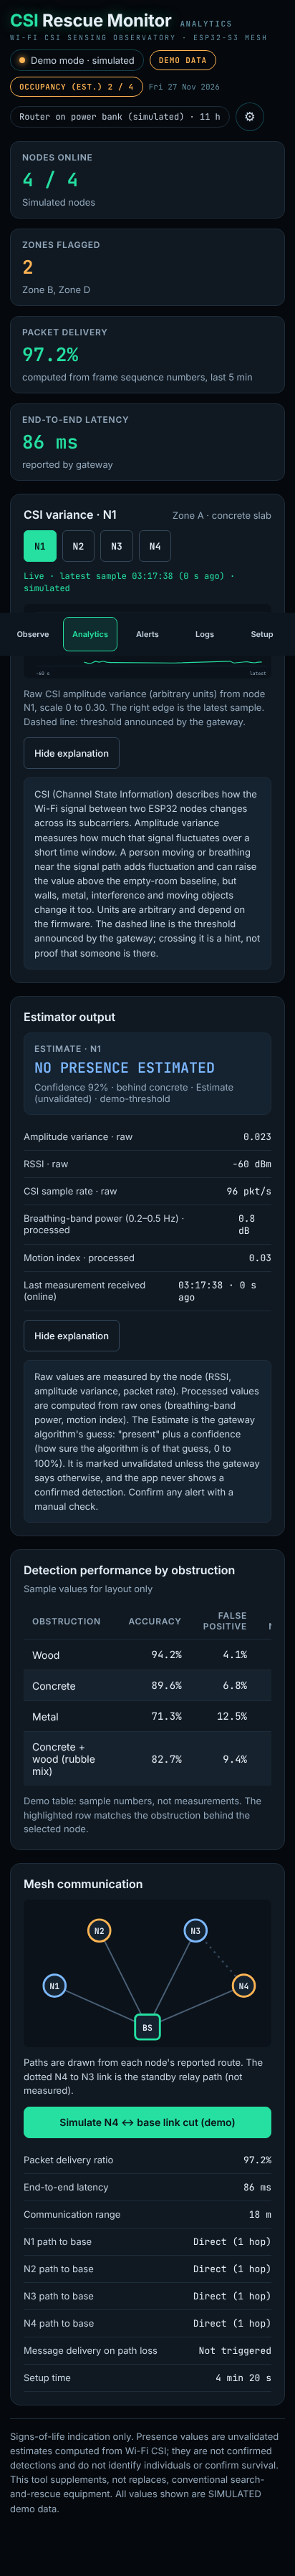 CSI Rescue Monitor ANALYTICS
WI-FI CSI SENSING OBSERVATORY · ESP32-S3 MESH
Demo mode · simulated
DEMO DATA
OCCUPANCY (EST.) 2 / 4
Fri 27 Nov 2026
Router on power bank (simulated) · 11 h
NODES ONLINE
4 / 4
Simulated nodes
ZONES FLAGGED
2
Zone B, Zone D
PACKET DELIVERY
97.2%
computed from frame sequence numbers, last 5 min
END-TO-END LATENCY
86 ms
reported by gateway
CSI variance · N1
Zone A · concrete slab
N1 N2 N3 N4
Live · latest sample 03:17:38 (0 s ago) ·
simulated
Observe Analytics Alerts Logs Setup
-60 s latest
Raw CSI amplitude variance (arbitrary units) from node
N1, scale 0 to 0.30. The right edge is the latest sample.
Dashed line: threshold announced by the gateway.
Hide explanation
CSI (Channel State Information) describes how the
Wi-Fi signal between two ESP32 nodes changes
across its subcarriers. Amplitude variance
measures how much that signal fluctuates over a
short time window. A person moving or breathing
near the signal path adds fluctuation and can raise
the value above the empty-room baseline, but
walls, metal, interference and moving objects
change it too. Units are arbitrary and depend on
the firmware. The dashed line is the threshold
announced by the gateway; crossing it is a hint, not
proof that someone is there.
Estimator output
ESTIMATE · N1
NO PRESENCE ESTIMATED
Confidence 92% · behind concrete · Estimate
(unvalidated) · demo-threshold
Amplitude variance · raw 0.023
RSSI · raw -60 dBm
CSI sample rate · raw 96 pkt/s
Breathing-band power (0.2–0.5 Hz) · 0.8
processed dB
Motion index · processed 0.03
Last measurement received 03:17:38 · 0 s
(online) ago
Hide explanation
Raw values are measured by the node (RSSI,
amplitude variance, packet rate). Processed values
are computed from raw ones (breathing-band
power, motion index). The Estimate is the gateway
algorithm's guess: "present" plus a confidence
(how sure the algorithm is of that guess, 0 to
100%). It is marked unvalidated unless the gateway
says otherwise, and the app never shows a
confirmed detection. Confirm any alert with a
manual check.
Detection performance by obstruction
Sample values for layout only
OBSTRUCTION ACCURACY FALSE
POSITIVE
Wood 94.2% 4.1%
Concrete 89.6% 6.8%
Metal 71.3% 12.5%
Concrete +
wood (rubble 82.7% 9.4%
mix)
Demo table: sample numbers, not measurements. The
highlighted row matches the obstruction behind the
selected node.
Mesh communication
N2 N3
N1 N4
BS
Paths are drawn from each node's reported route. The
dotted N4 to N3 link is the standby relay path (not
measured).
Simulate N4 ↔ base link cut (demo)
Packet delivery ratio 97.2%
End-to-end latency 86 ms
Communication range 18 m
N1 path to base Direct (1 hop)
N2 path to base Direct (1 hop)
N3 path to base Direct (1 hop)
N4 path to base Direct (1 hop)
Message delivery on path loss Not triggered
Setup time 4 min 20 s
Signs-of-life indication only. Presence values are unvalidated
estimates computed from Wi-Fi CSI; they are not confirmed
detections and do not identify individuals or confirm survival.
This tool supplements, not replaces, conventional search-
and-rescue equipment. All values shown are SIMULATED
demo data.